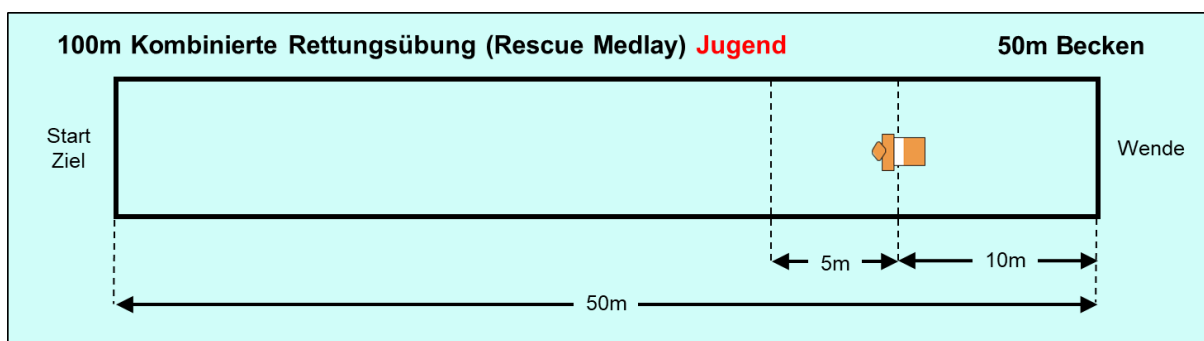 100m Kombinierte Rettungsübung (Rescue Medlay) Jugend 50m Becken
Start
Ziel
Wende
5m
10m
50m